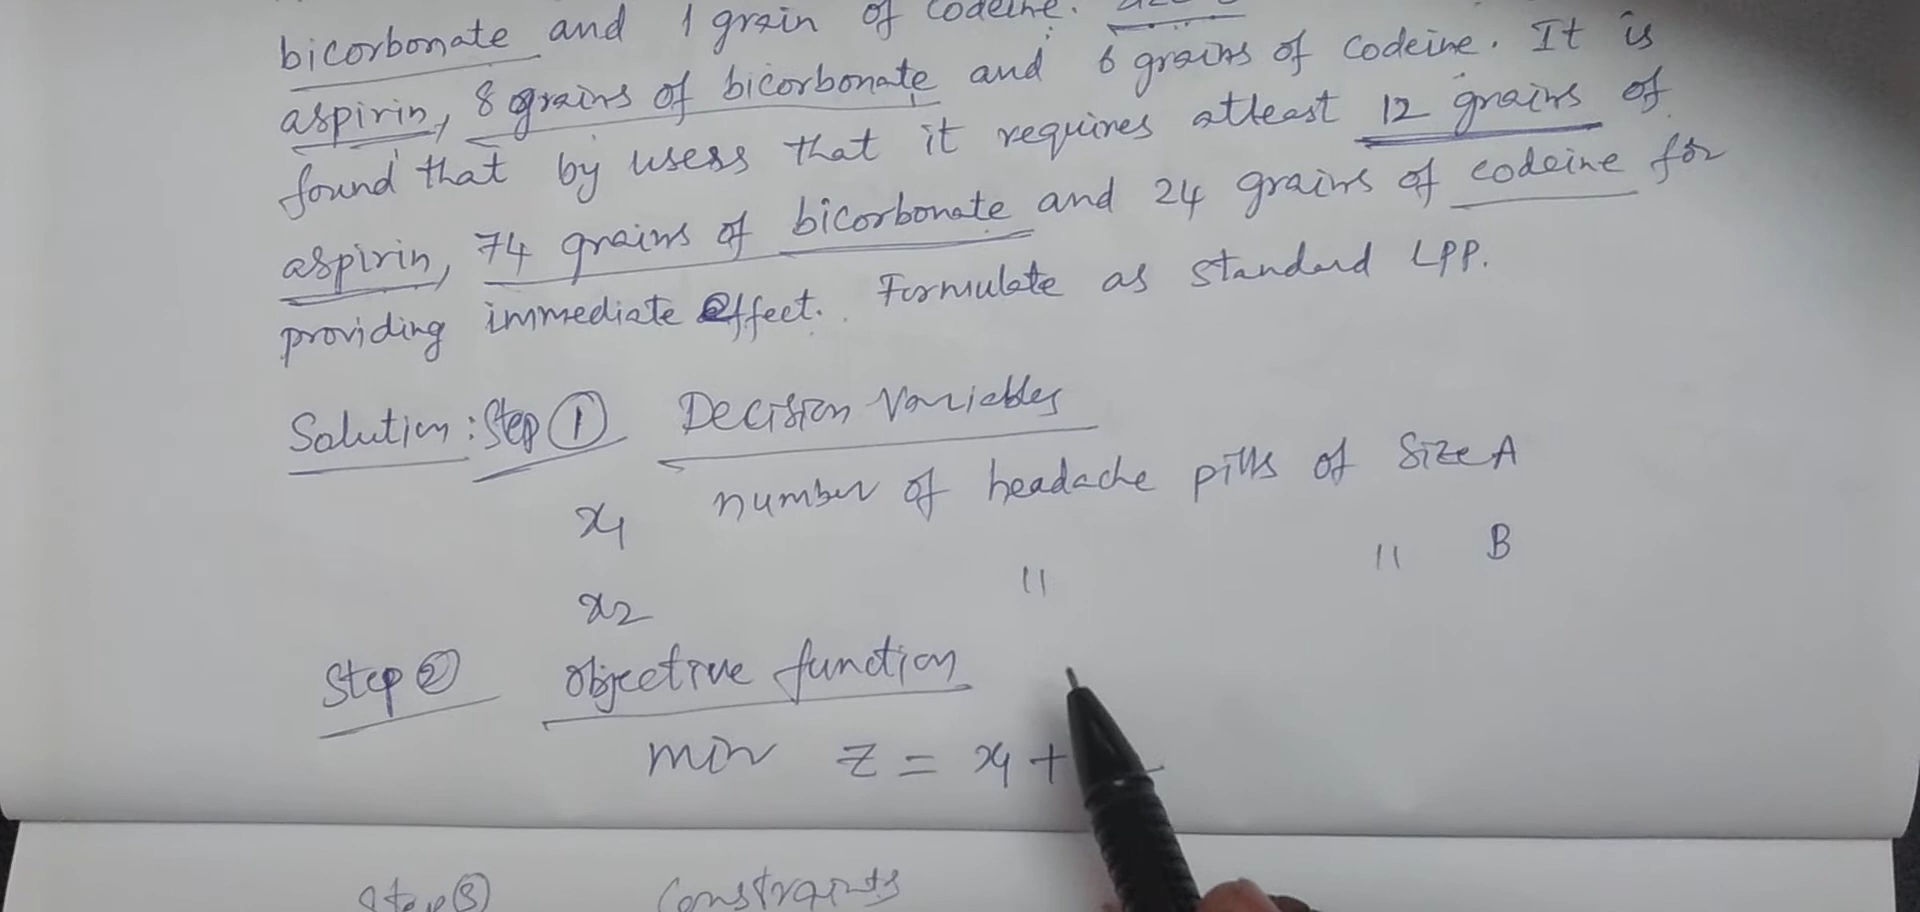 bicorbonate and 1 grain of codeine.
aspirin, 8 grains of bicorbonate and 6 grains of codeine. It is
found that by usess that it requires atleast 12 grains of
aspirin, 74 grains of bicorbonate and 24 grains of codeine for
providing immediate effect. Formulate as standard LPP.
Solution: Step ① Decision Variables
x1 number of headache pills of Size A
x2 " " B
Step ② objective function
min z = x1 +
Step ③ Constraints